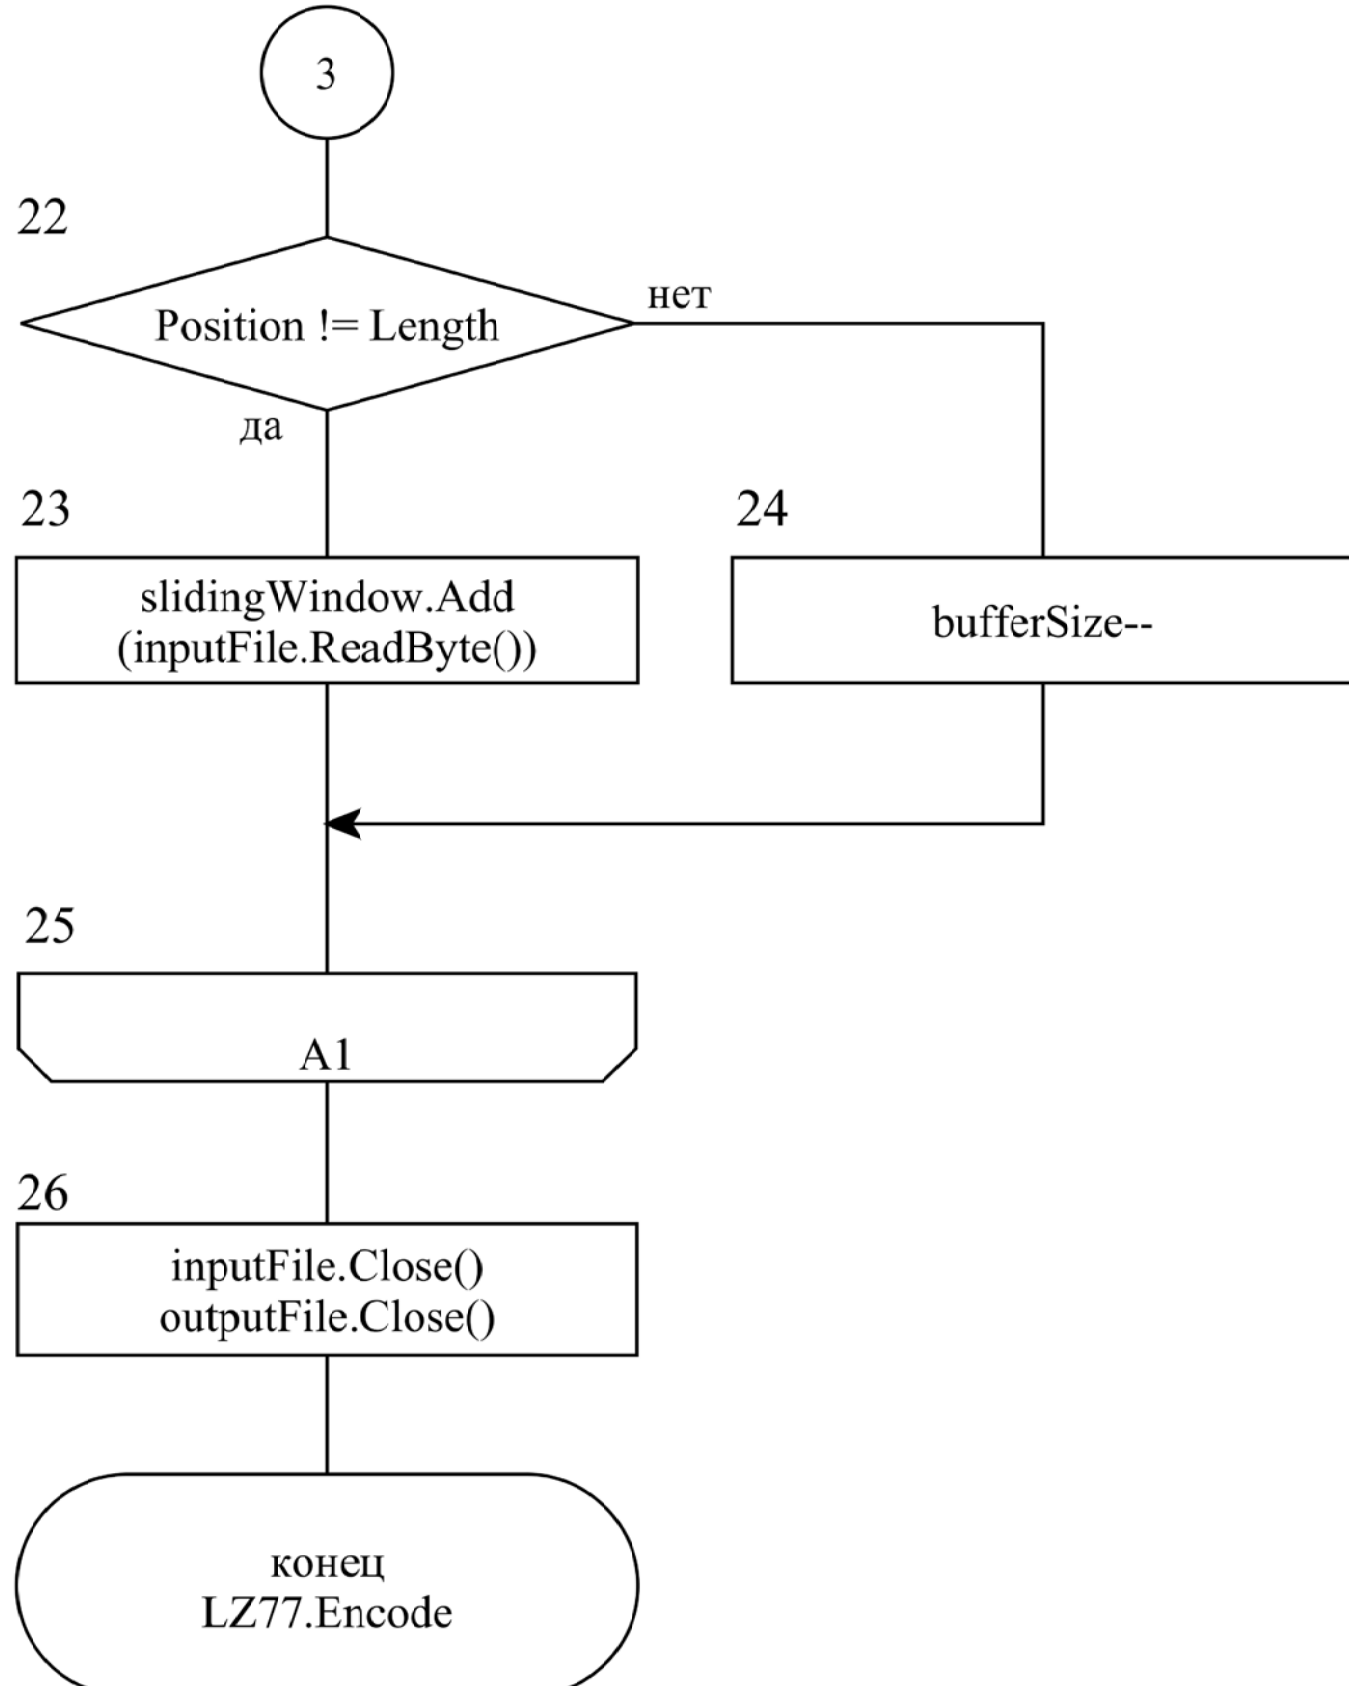 3
22
Position != Length
нет
да
23
24
slidingWindow.Add
(inputFile.ReadByte())
bufferSize--
25
A1
26
inputFile.Close()
outputFile.Close()
конец
LZ77.Encode